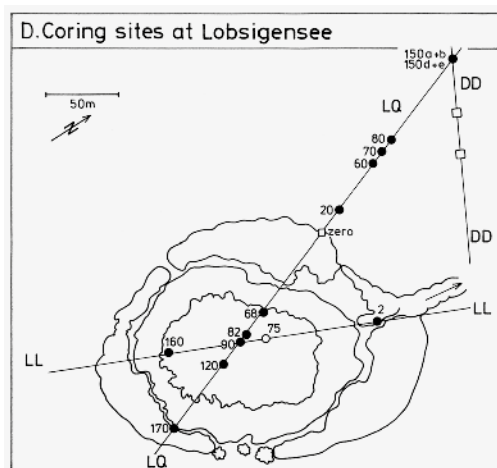 D.Coring sites at Lobsigensee
150a+b
150d+e
50m
N
DD
LQ
80
70
60
20
zero
DD
68
2
82
75
LL
90
160
LL
120
170
LQ